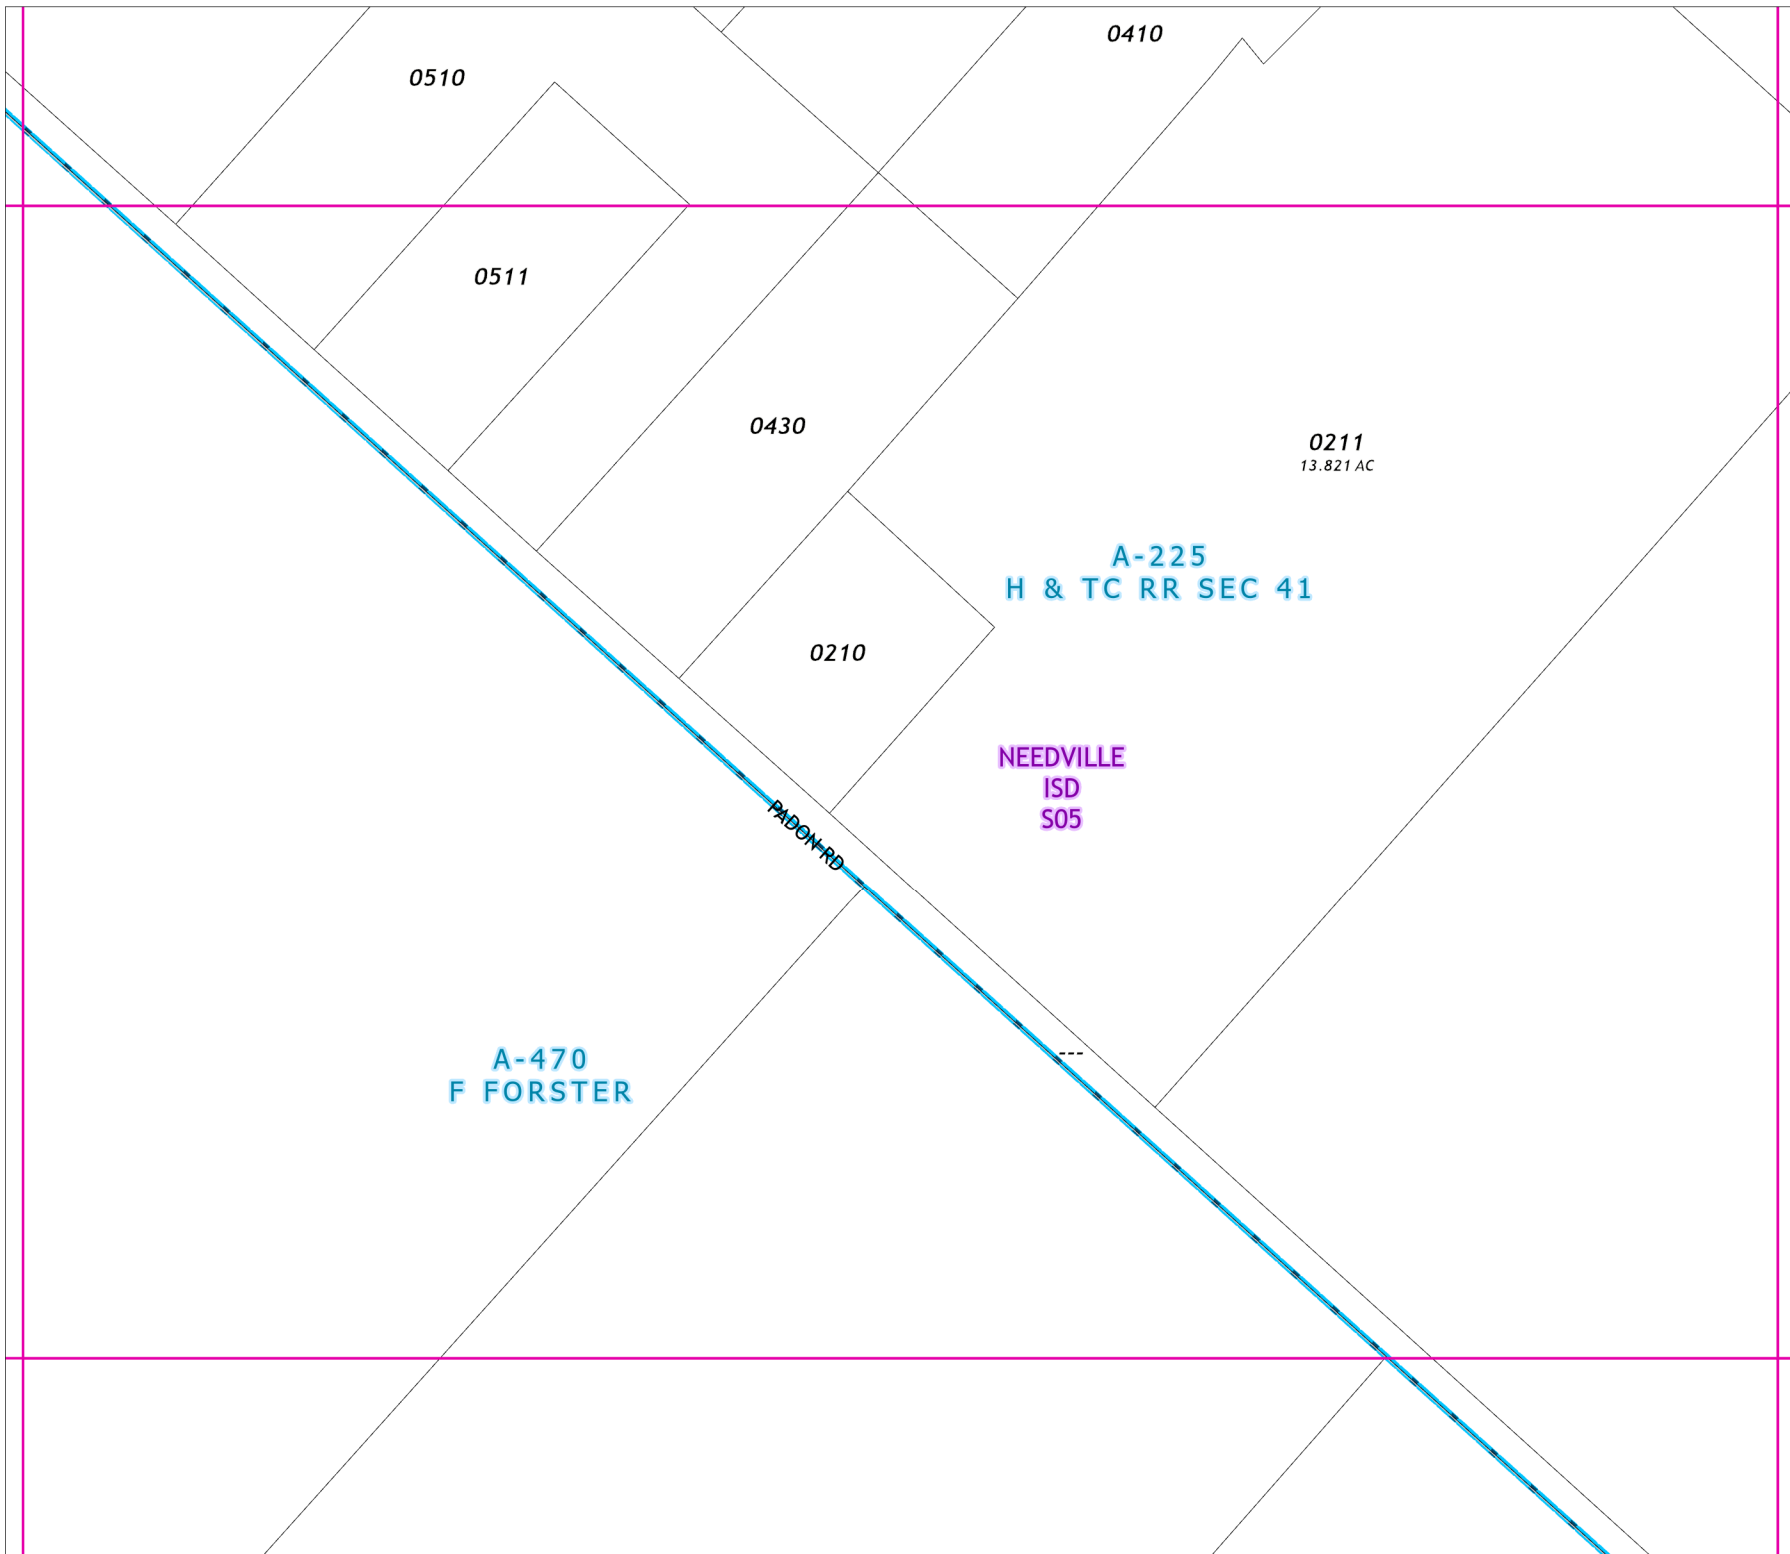 0410
0510
0511
0430
0211
13.821 AC
A-225
H & TC RR SEC 41
0210
NEEDVILLE
ISD
S05
PADON RD
---
A-470
F FORSTER